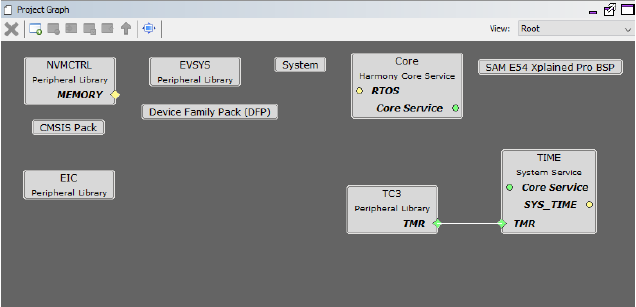 Project Graph
View: Root
NVMCTRL
Peripheral Library
MEMORY
EVSYS
Peripheral Library
System
Core
Harmony Core Service
RTOS
Core Service
SAM E54 Xplained Pro BSP
Device Family Pack (DFP)
CMSIS Pack
EIC
Peripheral Library
TC3
Peripheral Library
TMR
TIME
System Service
Core Service
SYS_TIME
TMR